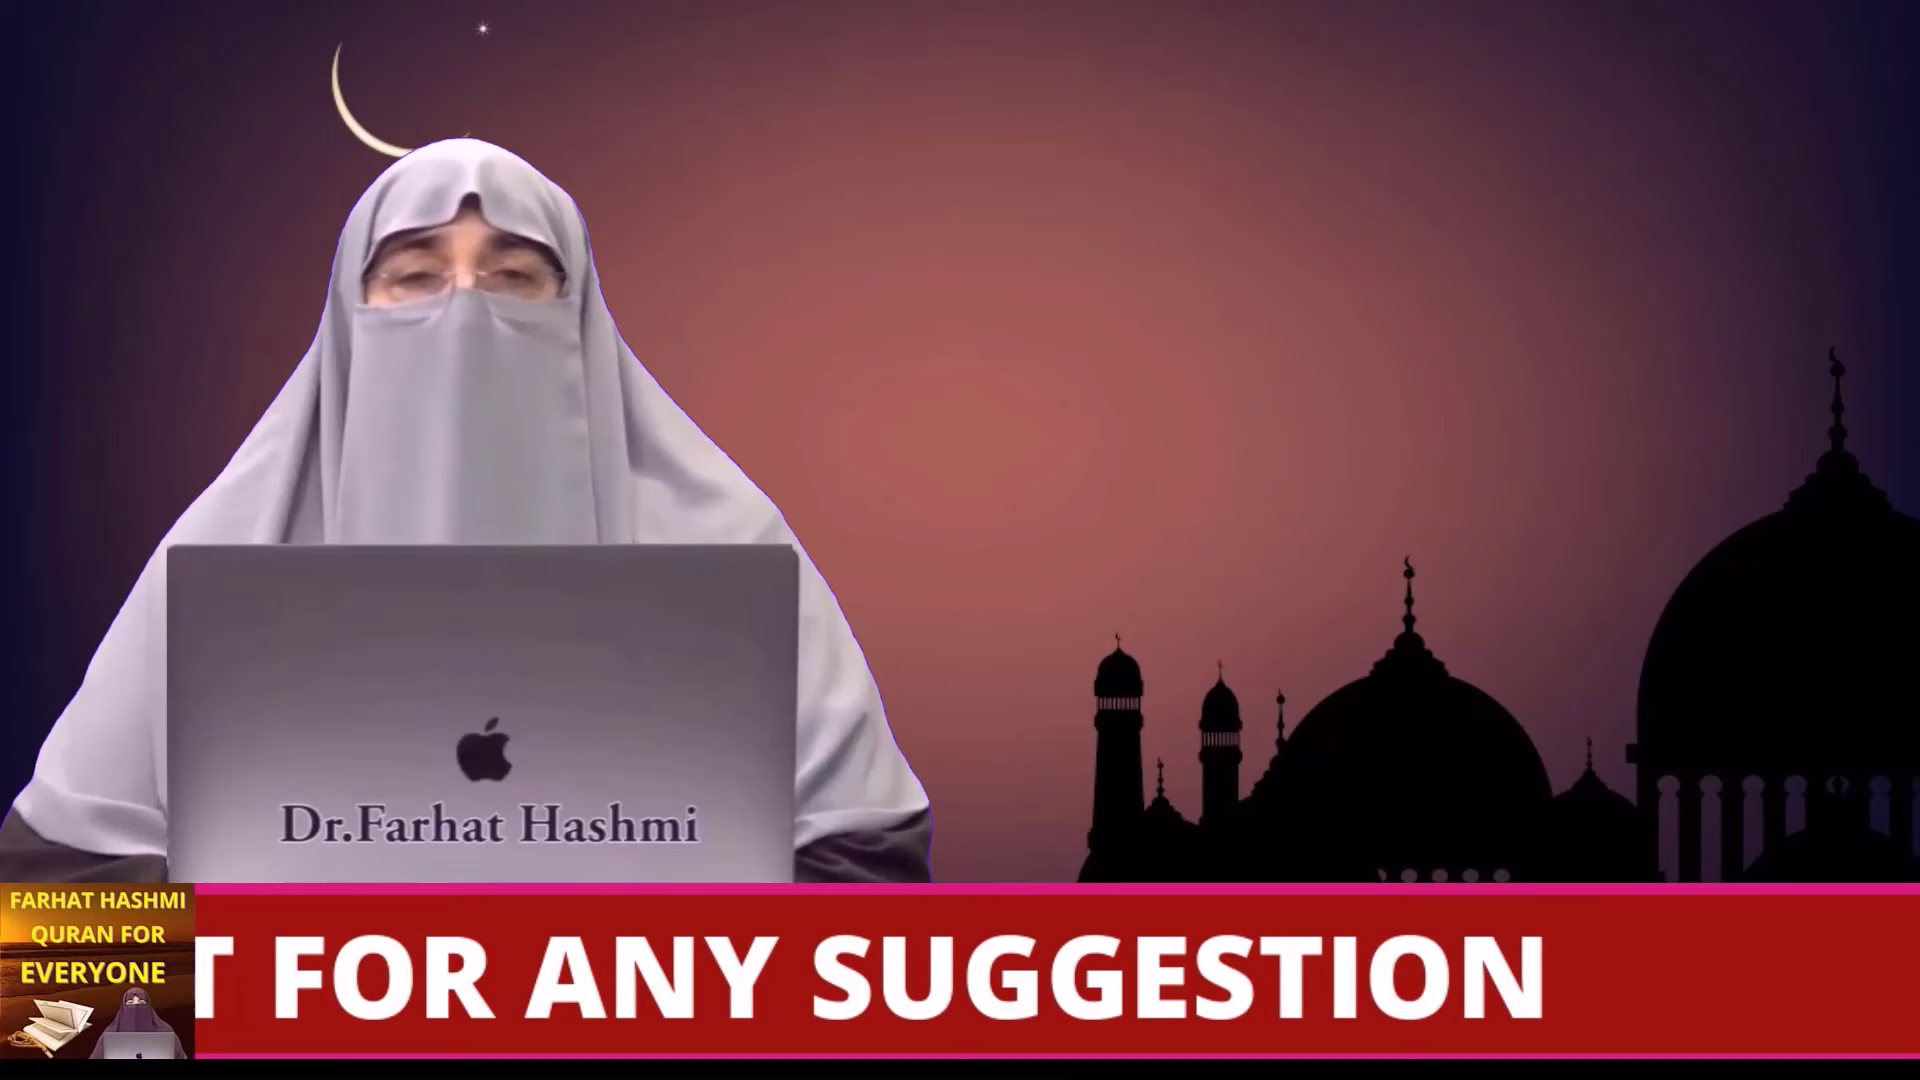 Dr.Farhat Hashmi
FARHAT HASHMI
QURAN FOR
EVERYONE
T FOR ANY SUGGESTION